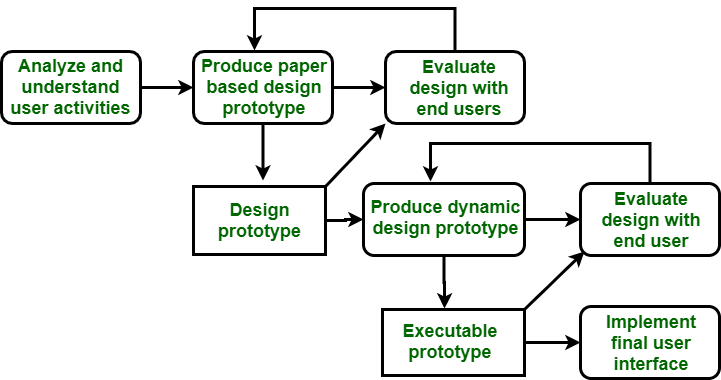 Analyze and
understand
user activities
Produce paper
based design
prototype
Evaluate
design with
end users
Design
prototype
Produce dynamic
design prototype
Evaluate
design with
end user
Executable
prototype
Implement
final user
interface